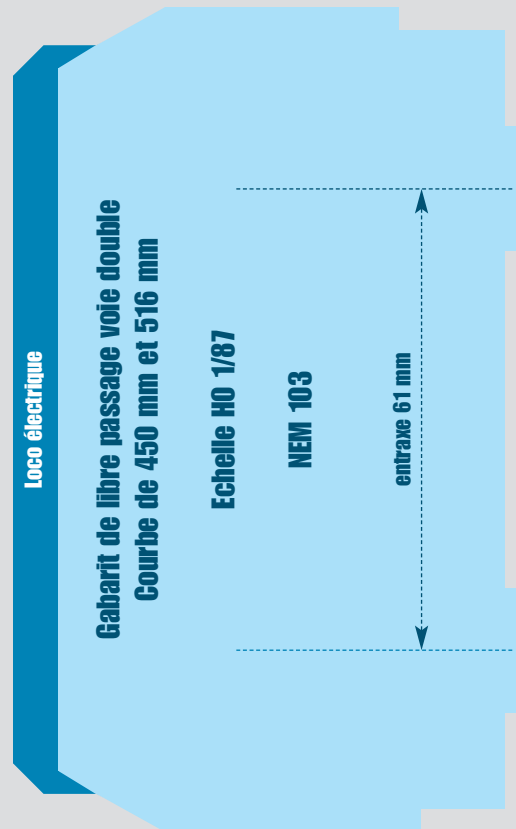 Loco électrique
Gabarit de libre passage voie double
Courbe de 450 mm et 516 mm
Echelle HO 1/87
NEM 103
entraxe 61 mm